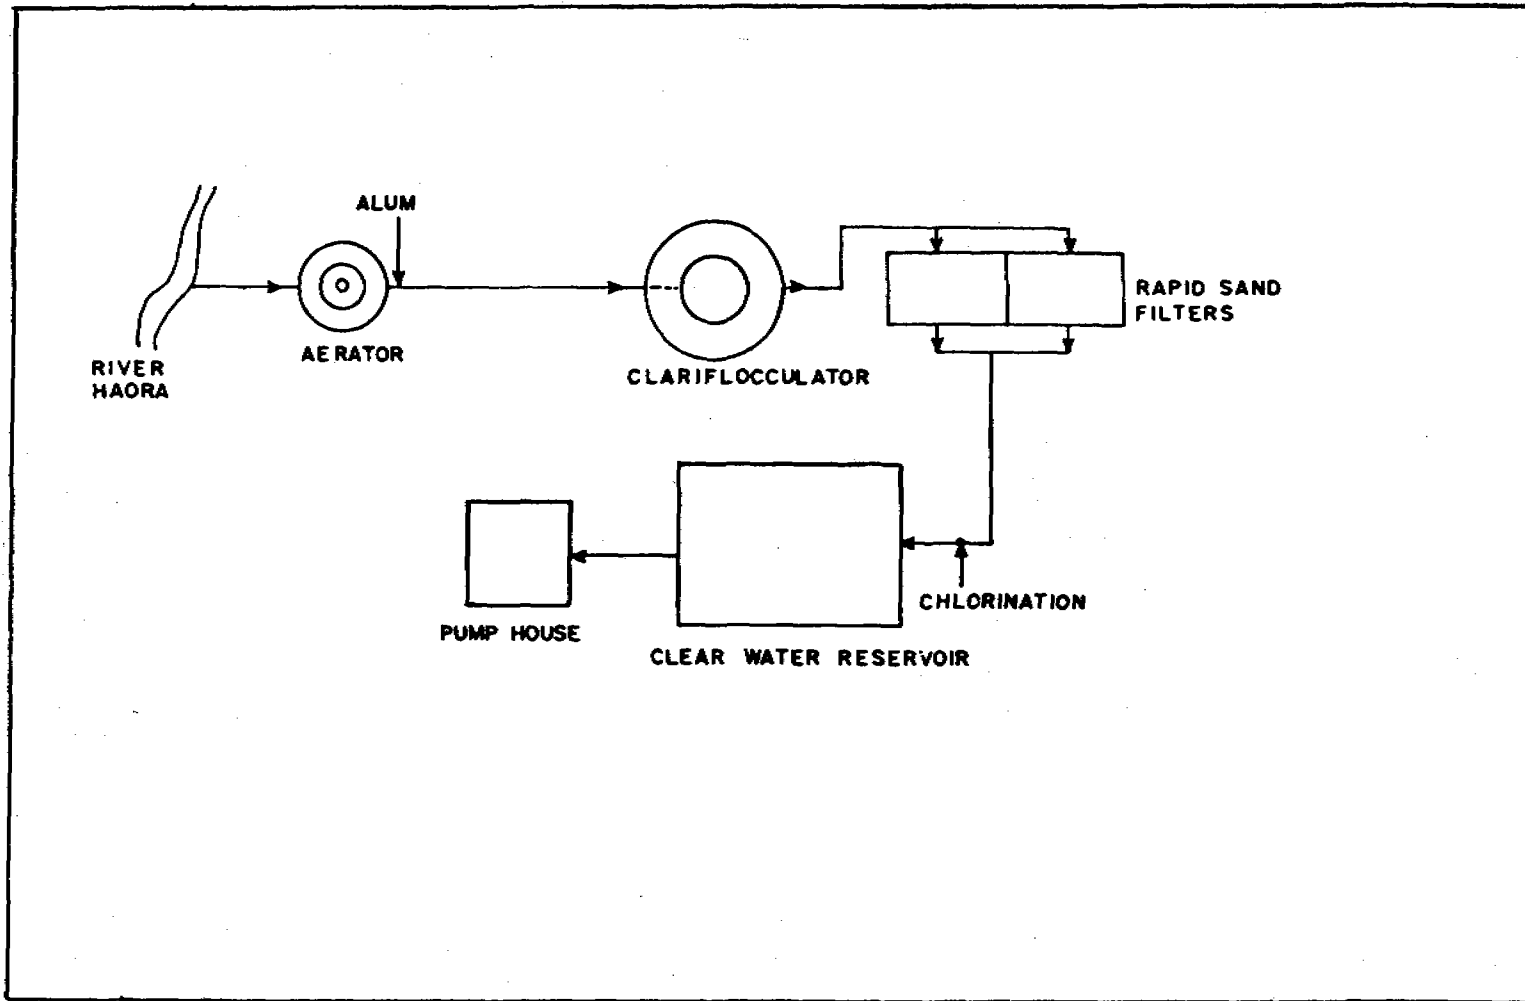 ALUM
RIVER
HAORA
AERATOR
CLARIFLOCCULATOR
RAPID SAND
FILTERS
CHLORINATION
CLEAR WATER RESERVOIR
PUMP HOUSE